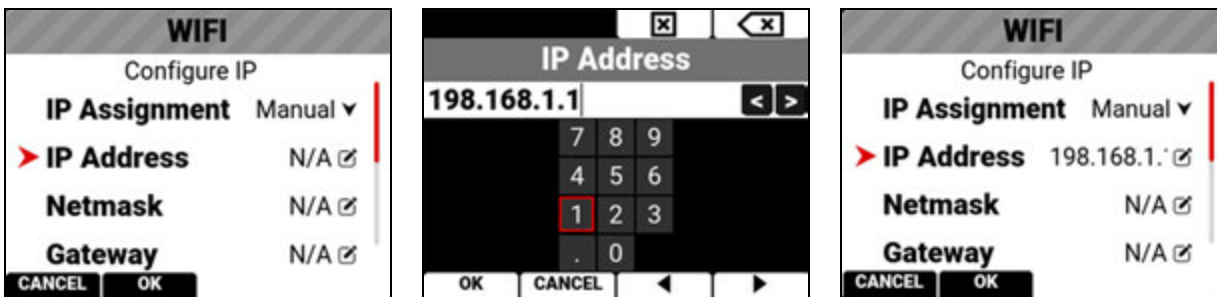 WIFI
Configure IP
IP Assignment Manual
IP Address N/A
Netmask N/A
Gateway N/A
CANCEL OK
IP Address
198.168.1.1 < >
7 8 9
4 5 6
1 2 3
. 0
OK CANCEL
WIFI
Configure IP
IP Assignment Manual
IP Address 198.168.1.
Netmask N/A
Gateway N/A
CANCEL OK